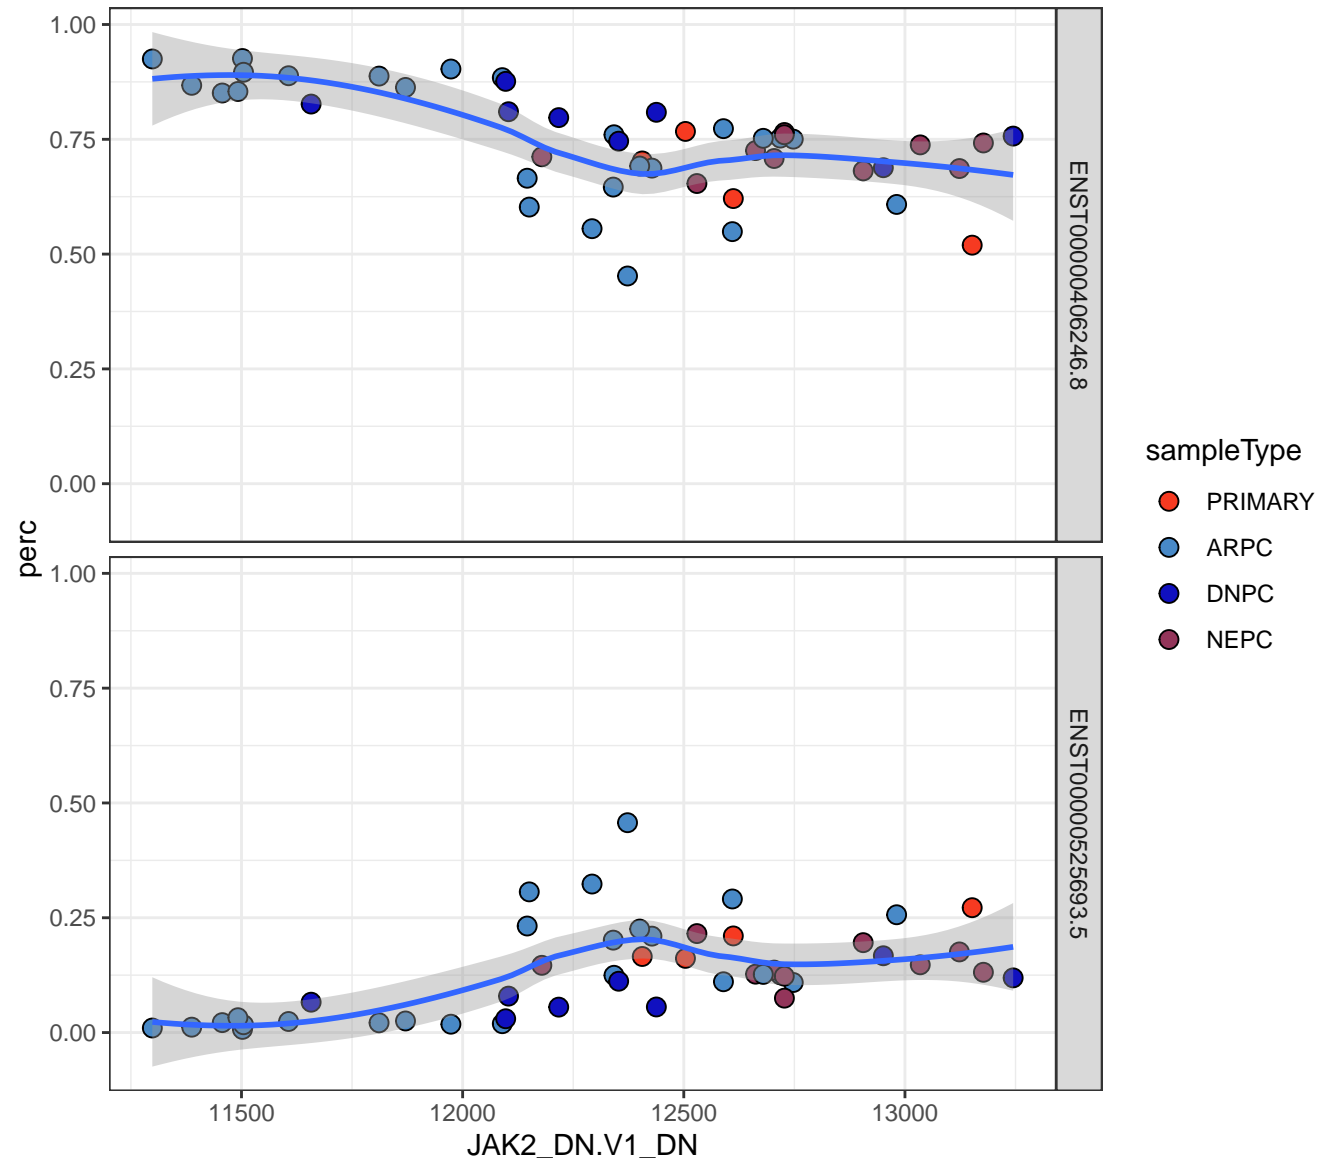 1.00
0.75
0.50
0.25
0.00
ENST00000406246.8
1.00
0.75
0.50
0.25
0.00
ENST00000525693.5
perc
11500
12000
12500
13000
JAK2_DN.V1_DN
sampleType
PRIMARY
ARPC
DNPC
NEPC